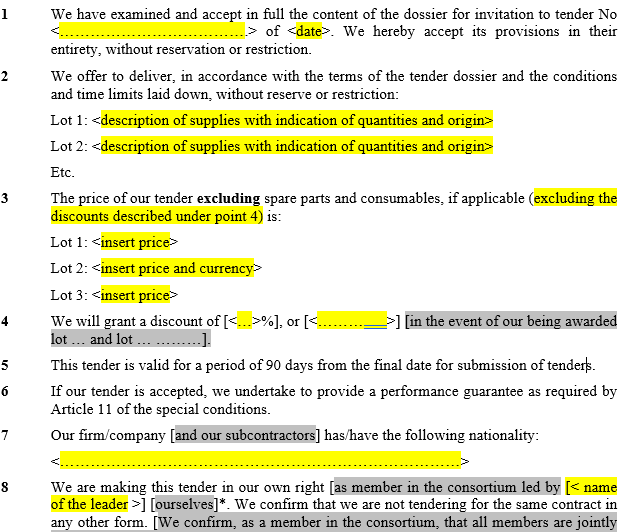 1 We have examined and accept in full the content of the dossier for invitation to tender No
<……………………………….> of <date>. We hereby accept its provisions in their
entirety, without reservation or restriction.
2 We offer to deliver, in accordance with the terms of the tender dossier and the conditions
and time limits laid down, without reserve or restriction:
Lot 1: <description of supplies with indication of quantities and origin>
Lot 2: <description of supplies with indication of quantities and origin>
Etc.
3 The price of our tender excluding spare parts and consumables, if applicable (excluding the
discounts described under point 4) is:
Lot 1: <insert price>
Lot 2: <insert price and currency>
Lot 3: <insert price>
4 We will grant a discount of [<…>%], or [<…………>] [in the event of our being awarded
lot … and lot … ………].
5 This tender is valid for a period of 90 days from the final date for submission of tenders.
6 If our tender is accepted, we undertake to provide a performance guarantee as required by
Article 11 of the special conditions.
7 Our firm/company [and our subcontractors] has/have the following nationality:
<……………………………………………………………………>
8 We are making this tender in our own right [as member in the consortium led by [< name
of the leader >] [ourselves]*. We confirm that we are not tendering for the same contract in
any other form. [We confirm, as a member in the consortium, that all members are jointly